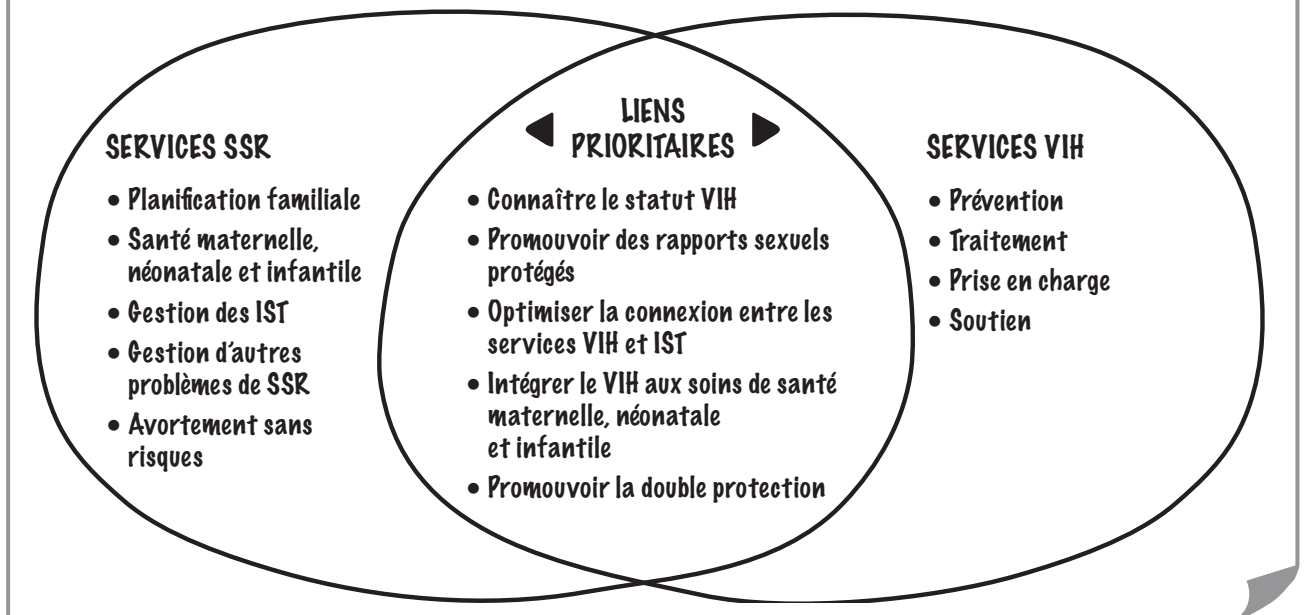 SERVICES SSR
• Planification familiale
• Santé maternelle,
néonatale et infantile
• Gestion des IST
• Gestion d'autres
problèmes de SSR
• Avortement sans
risques
LIENS
PRIORITAIRES
• Connaître le statut VIH
• Promouvoir des rapports sexuels
protégés
• Optimiser la connexion entre les
services VIH et IST
• Intégrer le VIH aux soins de santé
maternelle, néonatale
et infantile
• Promouvoir la double protection
SERVICES VIH
• Prévention
• Traitement
• Prise en charge
• Soutien